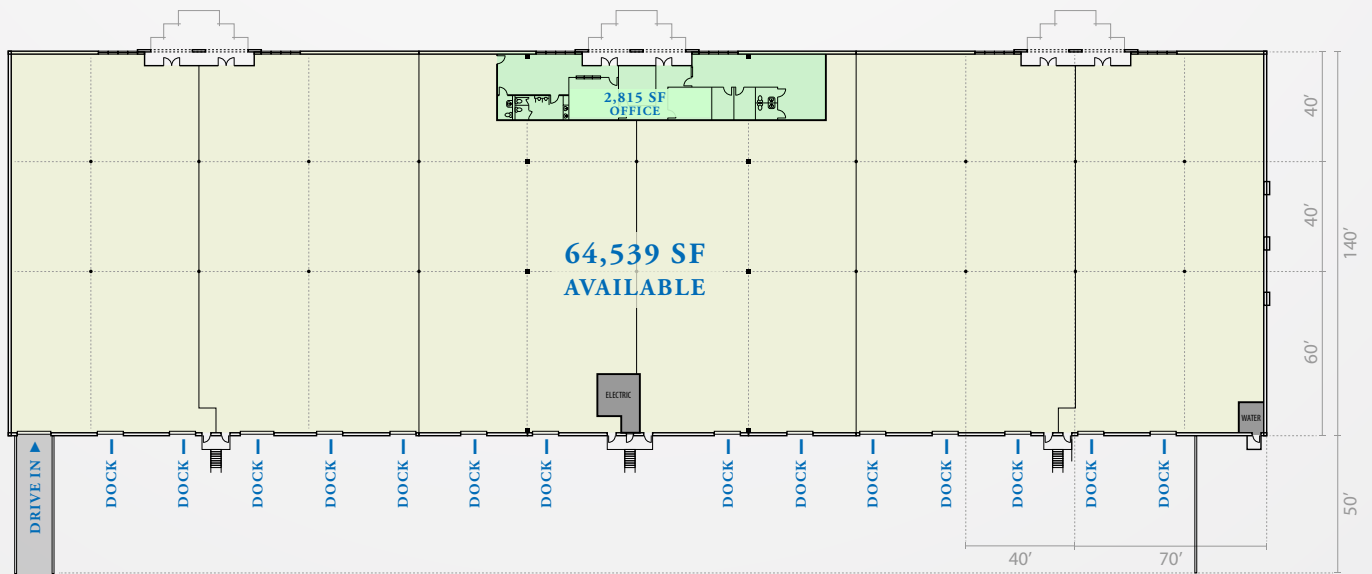 2,815 SF
OFFICE
40'
40'
140'
64,539 SF
AVAILABLE
60'
ELECTRIC
WATER
DRIVE IN ▶
DOCK
DOCK
DOCK
DOCK
DOCK
DOCK
DOCK
DOCK
DOCK
DOCK
DOCK
DOCK
DOCK
DOCK
50'
40'
70'